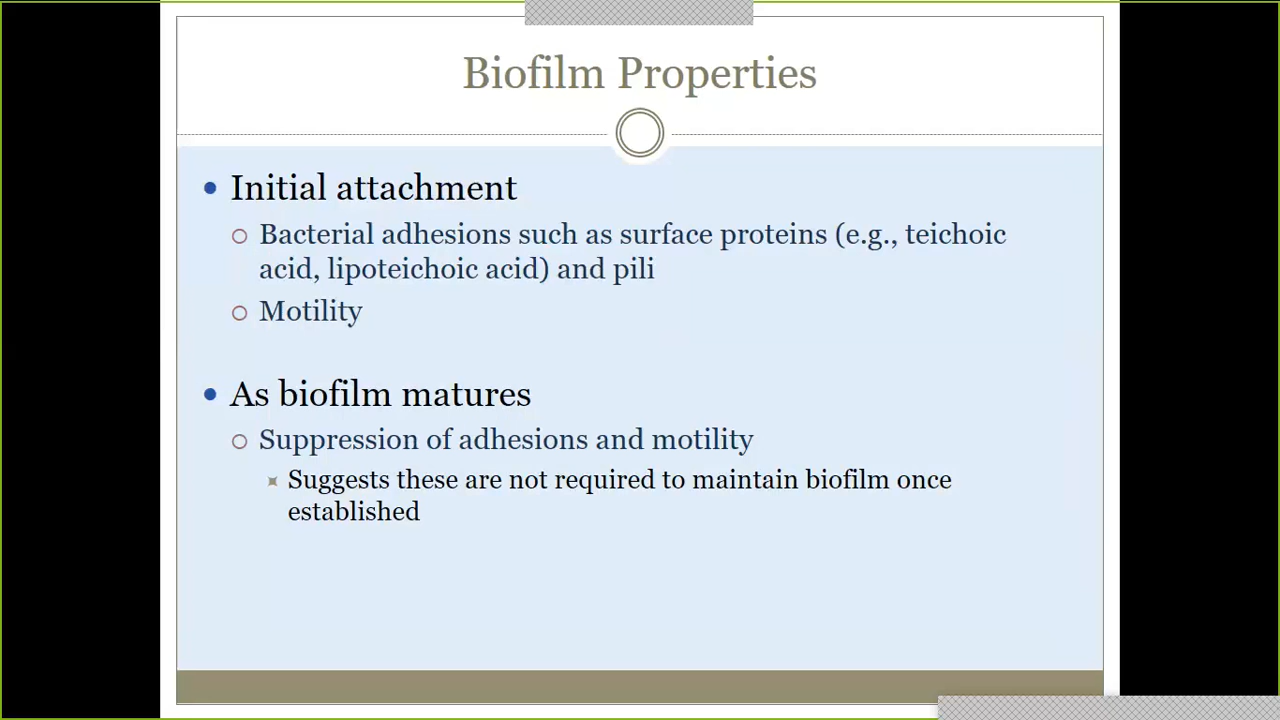 Biofilm Properties
Initial attachment
Bacterial adhesions such as surface proteins (e.g., teichoic
acid, lipoteichoic acid) and pili
Motility
As biofilm matures
Suppression of adhesions and motility
Suggests these are not required to maintain biofilm once
established